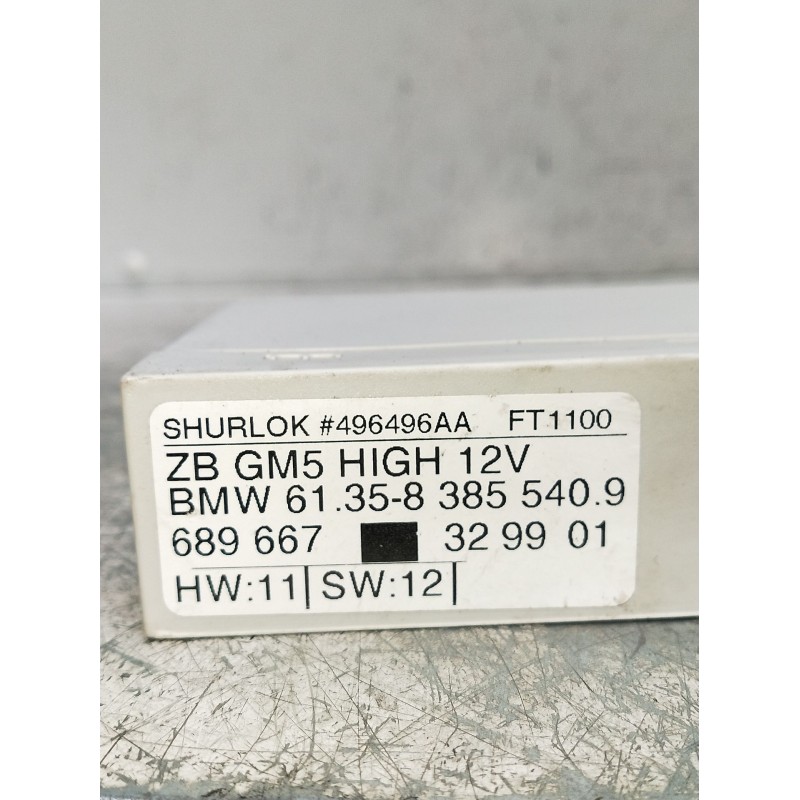 SHURLOK #496496AA FT1100
ZB GM5 HIGH 12V
BMW 61.35-8 385 540.9
689 667 32 99 01
HW:11| SW:12|